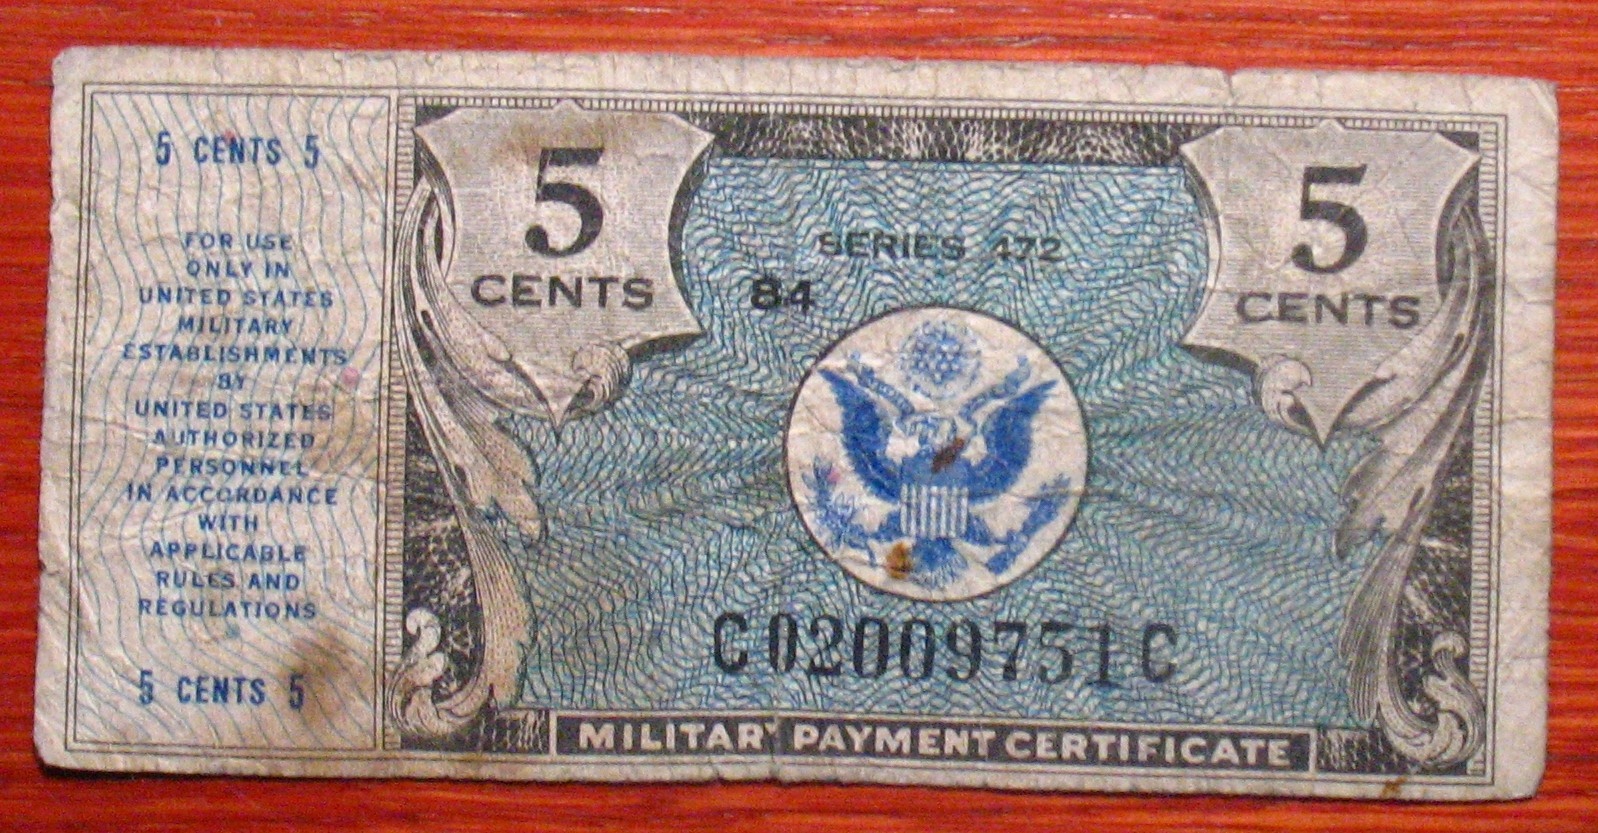 5 CENTS 5
FOR USE
ONLY IN
UNITED STATES
MILITARY
ESTABLISHMENTS
BY
UNITED STATES
AUTHORIZED
PERSONNEL
IN ACCORDANCE
WITH
APPLICABLE
RULES AND
REGULATIONS
5 CENTS 5
5
CENTS
SERIES 472
84
5
CENTS
C02009751C
MILITARY PAYMENT CERTIFICATE